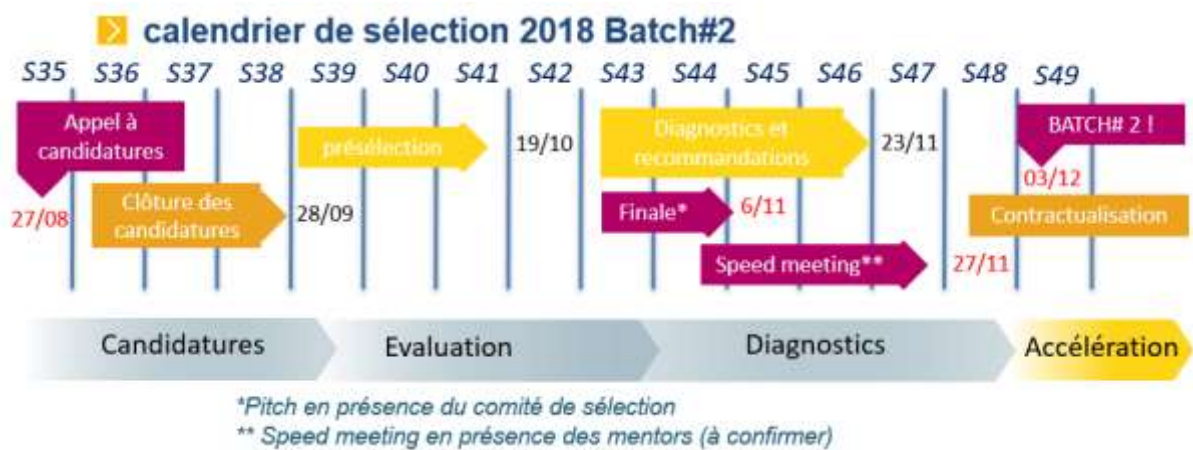 calendrier de sélection 2018 Batch#2
S35 S36 S37 S38 S39 S40 S41 S42 S43 S44 S45 S46 S47 S48 S49
Appel à
candidatures
27/08
Clôture des
candidatures
28/09
présélection
19/10
Diagnostics et
recommandations
23/11
Finale*
6/11
Speed meeting**
27/11
BATCH# 2 !
03/12
Contractualisation
Candidatures
Evaluation
Diagnostics
Accélération
*Pitch en présence du comité de sélection
** Speed meeting en présence des mentors (à confirmer)